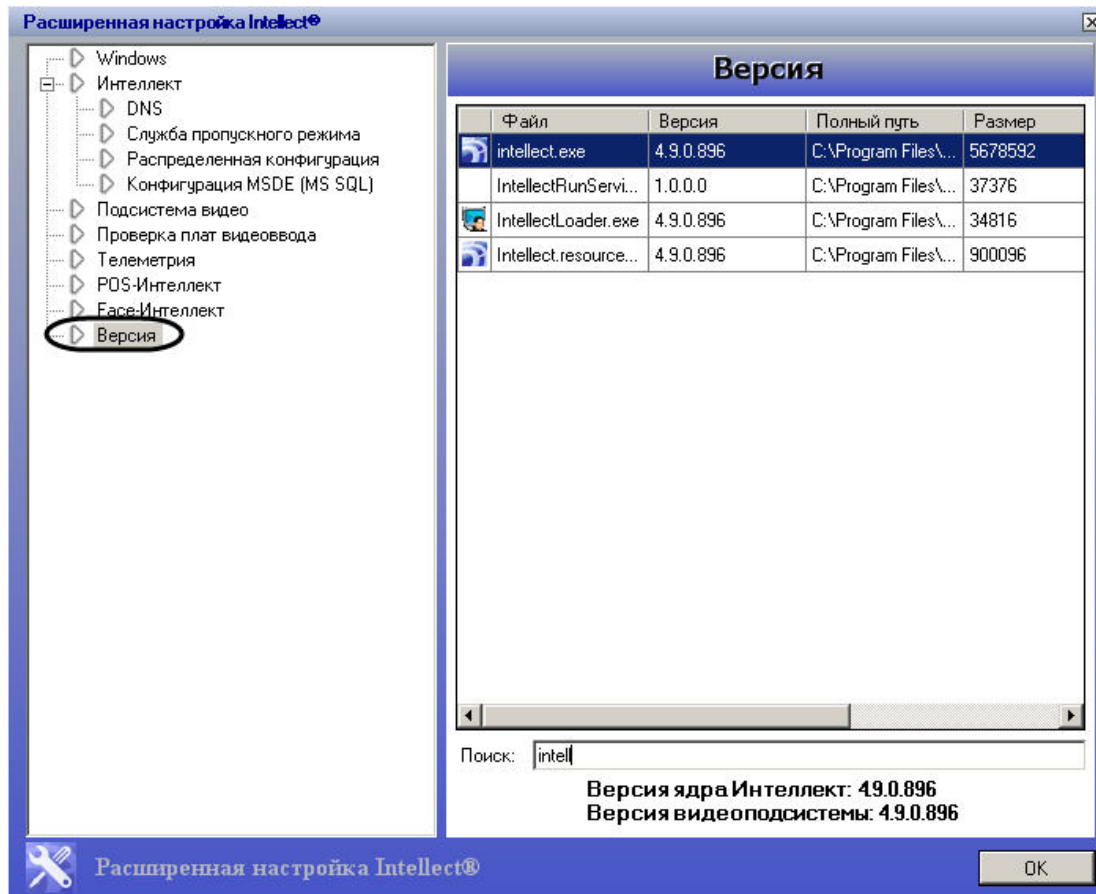 Расширенная настройка Intellect®
Windows
Интеллект
DNS
Служба пропускного режима
Распределенная конфигурация
Конфигурация MSDE (MS SQL)
Подсистема видео
Проверка плат видеоввода
Телеметрия
POS-Интеллект
Face-Интеллект
Версия
Версия
Файл Версия Полный путь Размер
intellect.exe 4.9.0.896 C:\Program Files\... 5678592
IntellectRunServi... 1.0.0.0 C:\Program Files\... 37376
IntellectLoader.exe 4.9.0.896 C:\Program Files\... 34816
Intellect.resource... 4.9.0.896 C:\Program Files\... 900096
Поиск: intell
Версия ядра Интеллект: 4.9.0.896
Версия видеоподсистемы: 4.9.0.896
Расширенная настройка Intellect®
OK